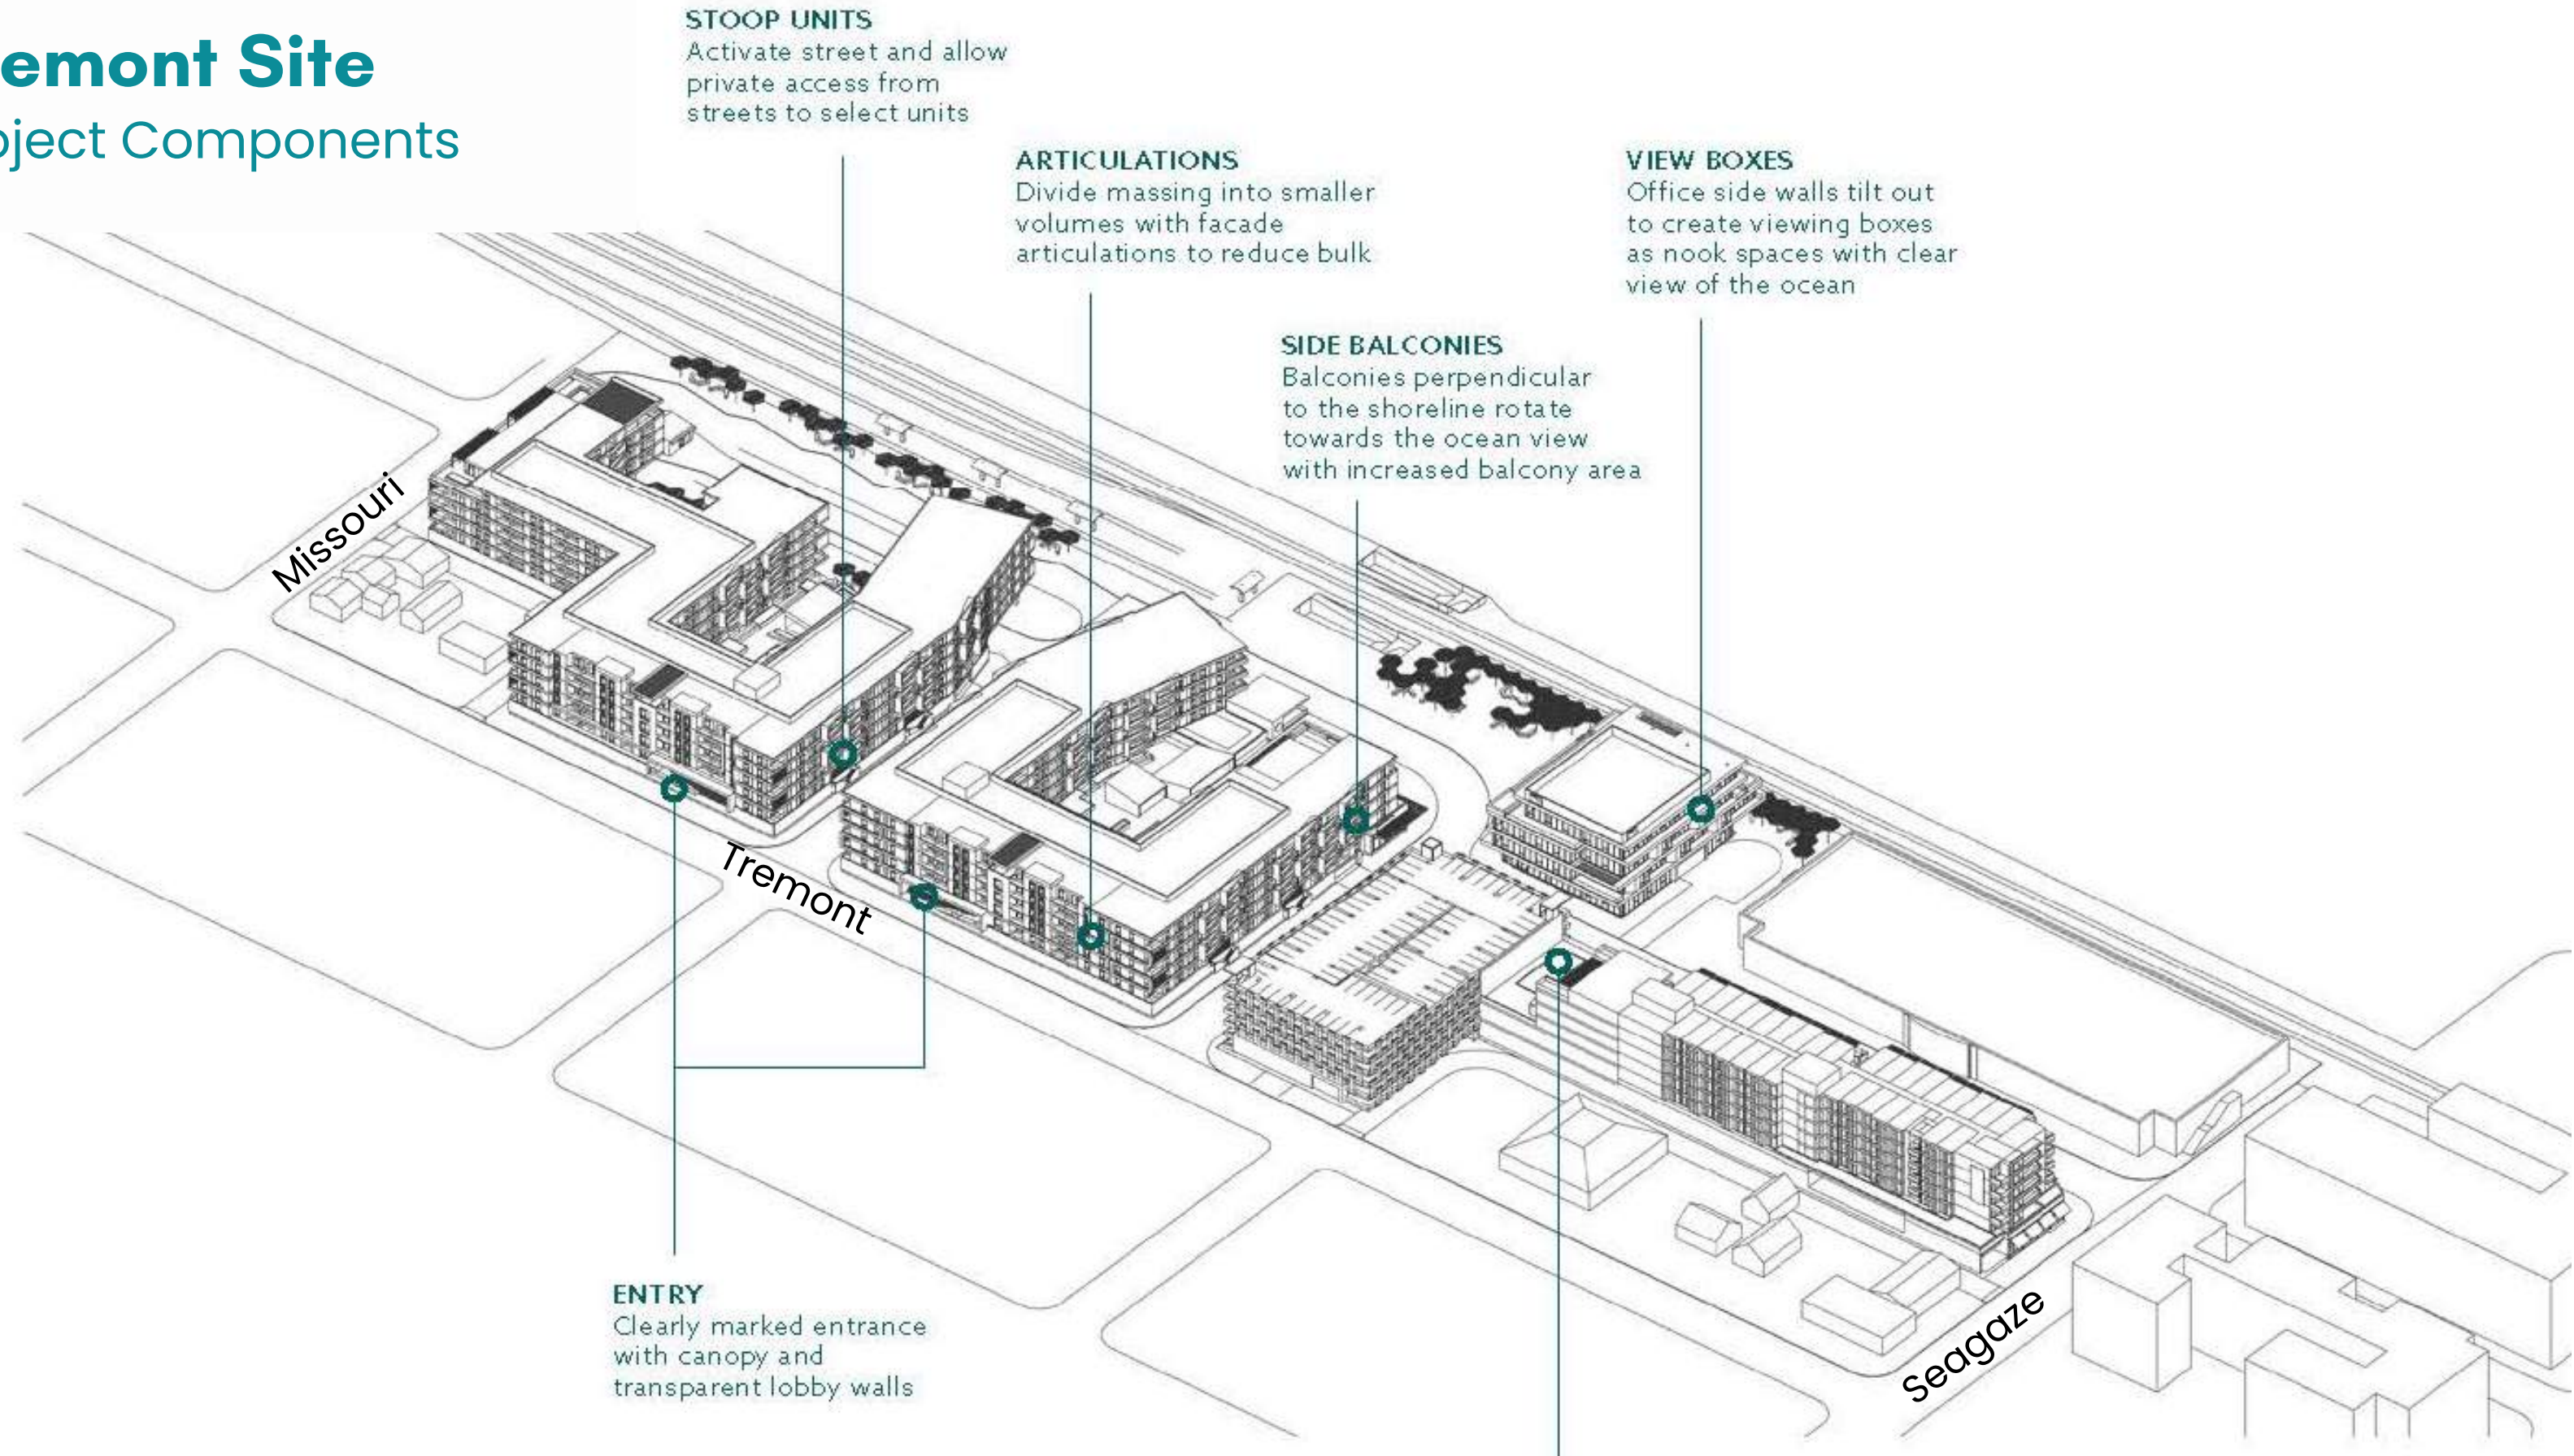 emont Site
ject Components
STOOP UNITS
Activate street and allow
private access from
streets to select units
ARTICULATIONS
Divide massing into smaller
volumes with facade
articulations to reduce bulk
VIEW BOXES
Office side walls tilt out
to create viewing boxes
as nook spaces with clear
view of the ocean
SIDE BALCONIES
Balconies perpendicular
to the shoreline rotate
towards the ocean view
with increased balcony area
Missouri
Tremont
Seagaze
ENTRY
Clearly marked entrance
with canopy and
transparent lobby walls